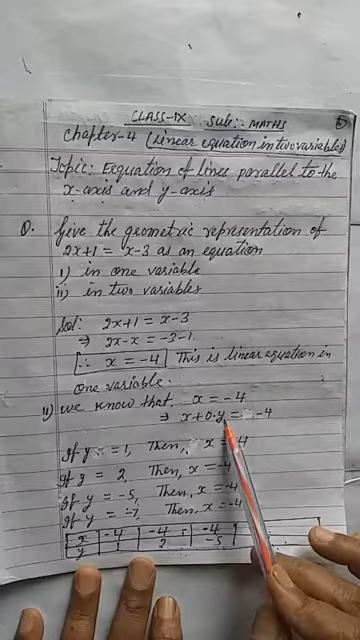 CLASS-IX Sub:- MATHS
Chapter-4 (Linear equation in two variables)
Topic: Equation of lines parallel to the
x-axis and y-axis
Q. Give the geometric representation of
2x+1 = x-3 as an equation
i) in one variable
ii) in two variables
Sol: 2x+1 = x-3
⇒ 2x-x = -3-1
[∴ x = -4] This is linear equation in
one variable.
ii) we know that, x = -4
⇒ x+0.y = -4
If y = 1, Then, x = -4
If y = 2, Then, x = -4
If y = -5, Then, x = -4
If y = -7, Then, x = -4
x | -4 | -4 | -4
y | 1 | 2 | -5